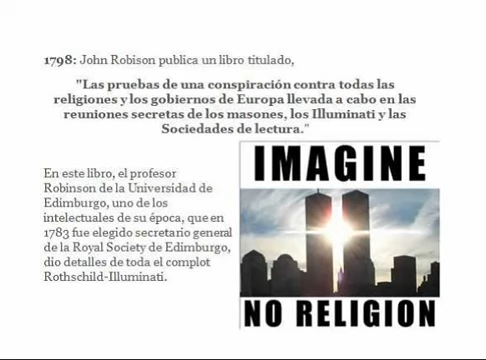 1798: John Robison publica un libro titulado,
"Las pruebas de una conspiración contra todas las
religiones y los gobiernos de Europa llevada a cabo en las
reuniones secretas de los masones, los Illuminati y las
Sociedades de lectura."
En este libro, el profesor
Robinson de la Universidad de
Edimburgo, uno de los
intelectuales de su época, que en
1783 fue elegido secretario general
de la Royal Society de Edimburgo,
dio detalles de toda el complot
Rothschild-Illuminati.
IMAGINE
NO RELIGION